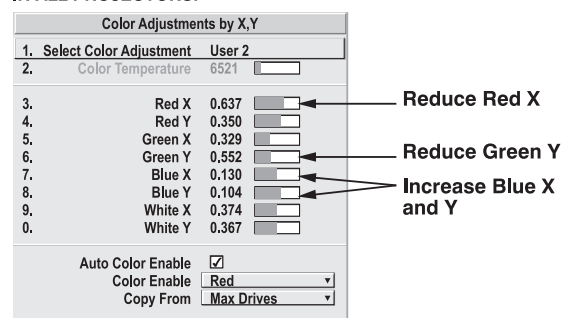 Color Adjustments by X,Y
1. Select Color Adjustment User 2
2. Color Temperature 6521
3. Red X 0.637
Reduce Red X
4. Red Y 0.350
5. Green X 0.329
6. Green Y 0.552
Reduce Green Y
7. Blue X 0.130
8. Blue Y 0.104
Increase Blue X
and Y
9. White X 0.374
0. White Y 0.367
Auto Color Enable
Color Enable Red
Copy From Max Drives